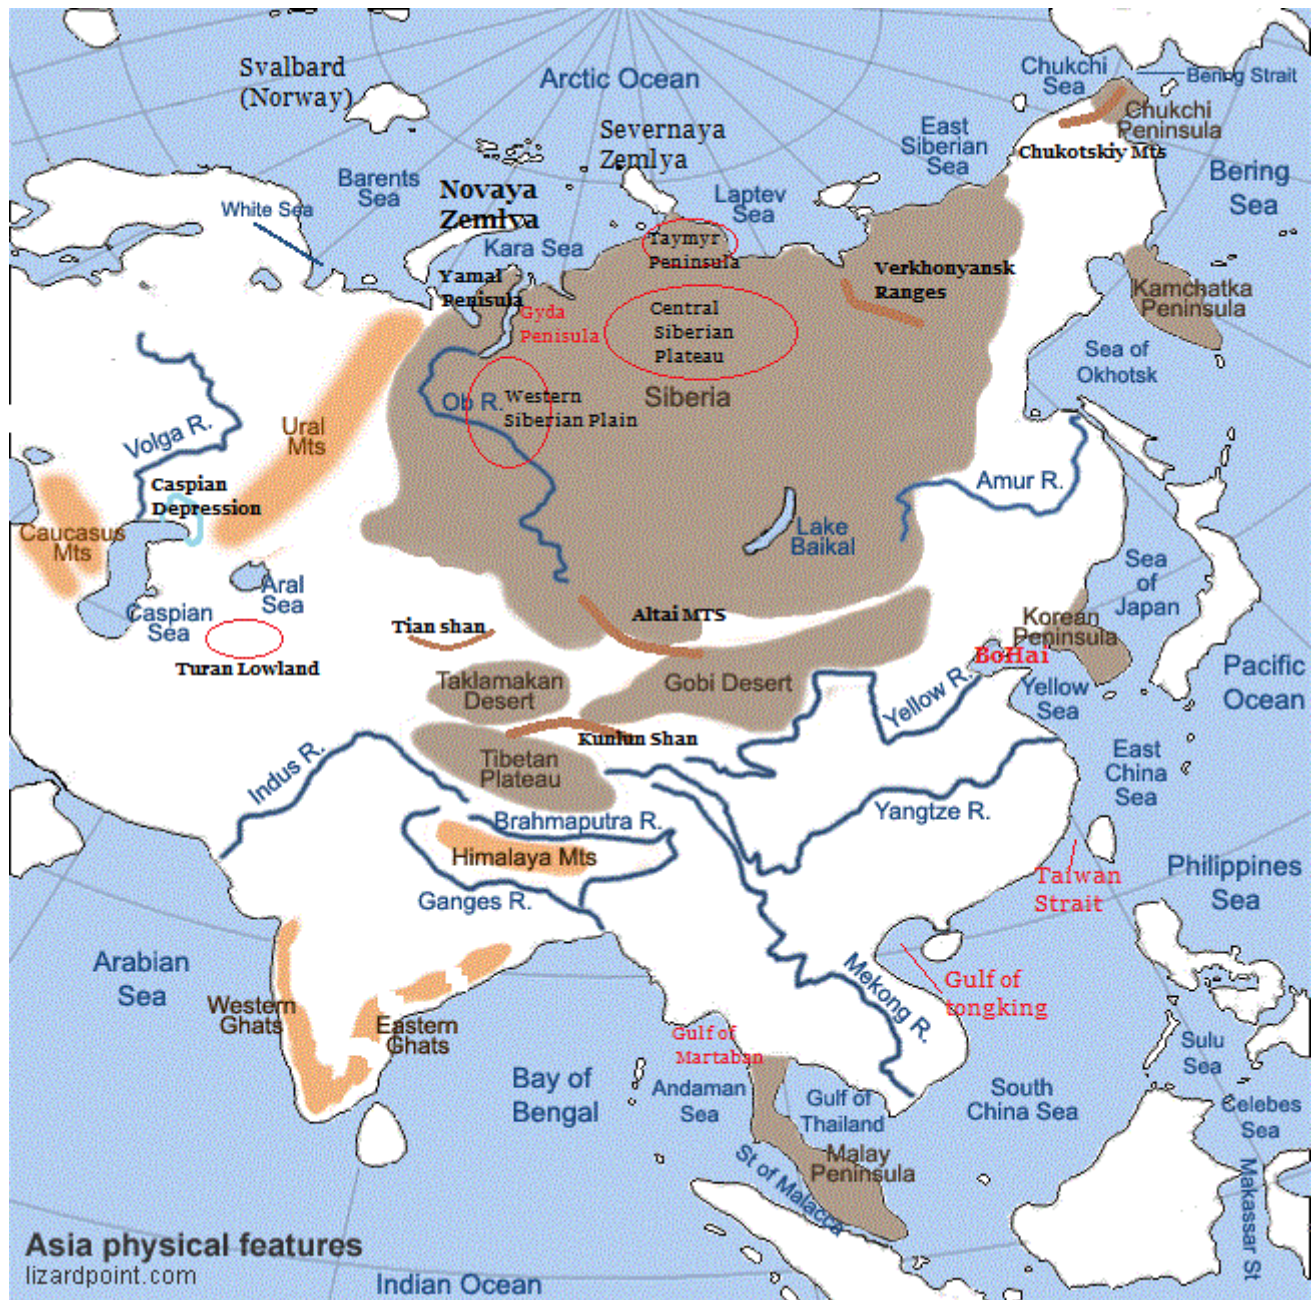 Svalbard
(Norway)
Arctic Ocean
Chukchi
Sea
Bering Strait
Chukchi
Peninsula
Chukotskiy Mts
Severnaya
Zemlya
East
Siberian
Sea
Bering
Sea
Barents
Sea
Novaya
Zemlya
Laptev
Sea
White Sea
Kara Sea
Taymyr
Peninsula
Yamal
Penisula
Verkhonyansk
Ranges
Kamchatka
Peninsula
Gyda
Penisula
Central
Siberian
Plateau
Sea of
Okhotsk
Siberia
Ob R.
Western
Siberian Plain
Volga R.
Ural
Mts
Amur R.
Caspian
Depression
Caucasus
Mts
Lake
Baikal
Sea
of
Japan
Aral
Sea
Caspian
Sea
Tian shan
Altai MTS
Korean
Peninsula
BoHai
Turan Lowland
Taklamakan
Desert
Gobi Desert
Yellow R.
Yellow
Sea
Pacific
Ocean
Kunlun Shan
Tibetan
Plateau
Indus R.
East
China
Sea
Brahmaputra R.
Yangtze R.
Himalaya Mts
Ganges R.
Taiwan
Strait
Philippines
Sea
Arabian
Sea
Mekong R.
Gulf of
tongking
Western
Ghats
Eastern
Ghats
Gulf of
Martaban
Sulu
Sea
Bay of
Bengal
Andaman
Sea
Gulf of
Thailand
South
China Sea
Celebes
Sea
Malay
Peninsula
St of Malacca
Makassar St
Asia physical features
lizardpoint.com
Indian Ocean